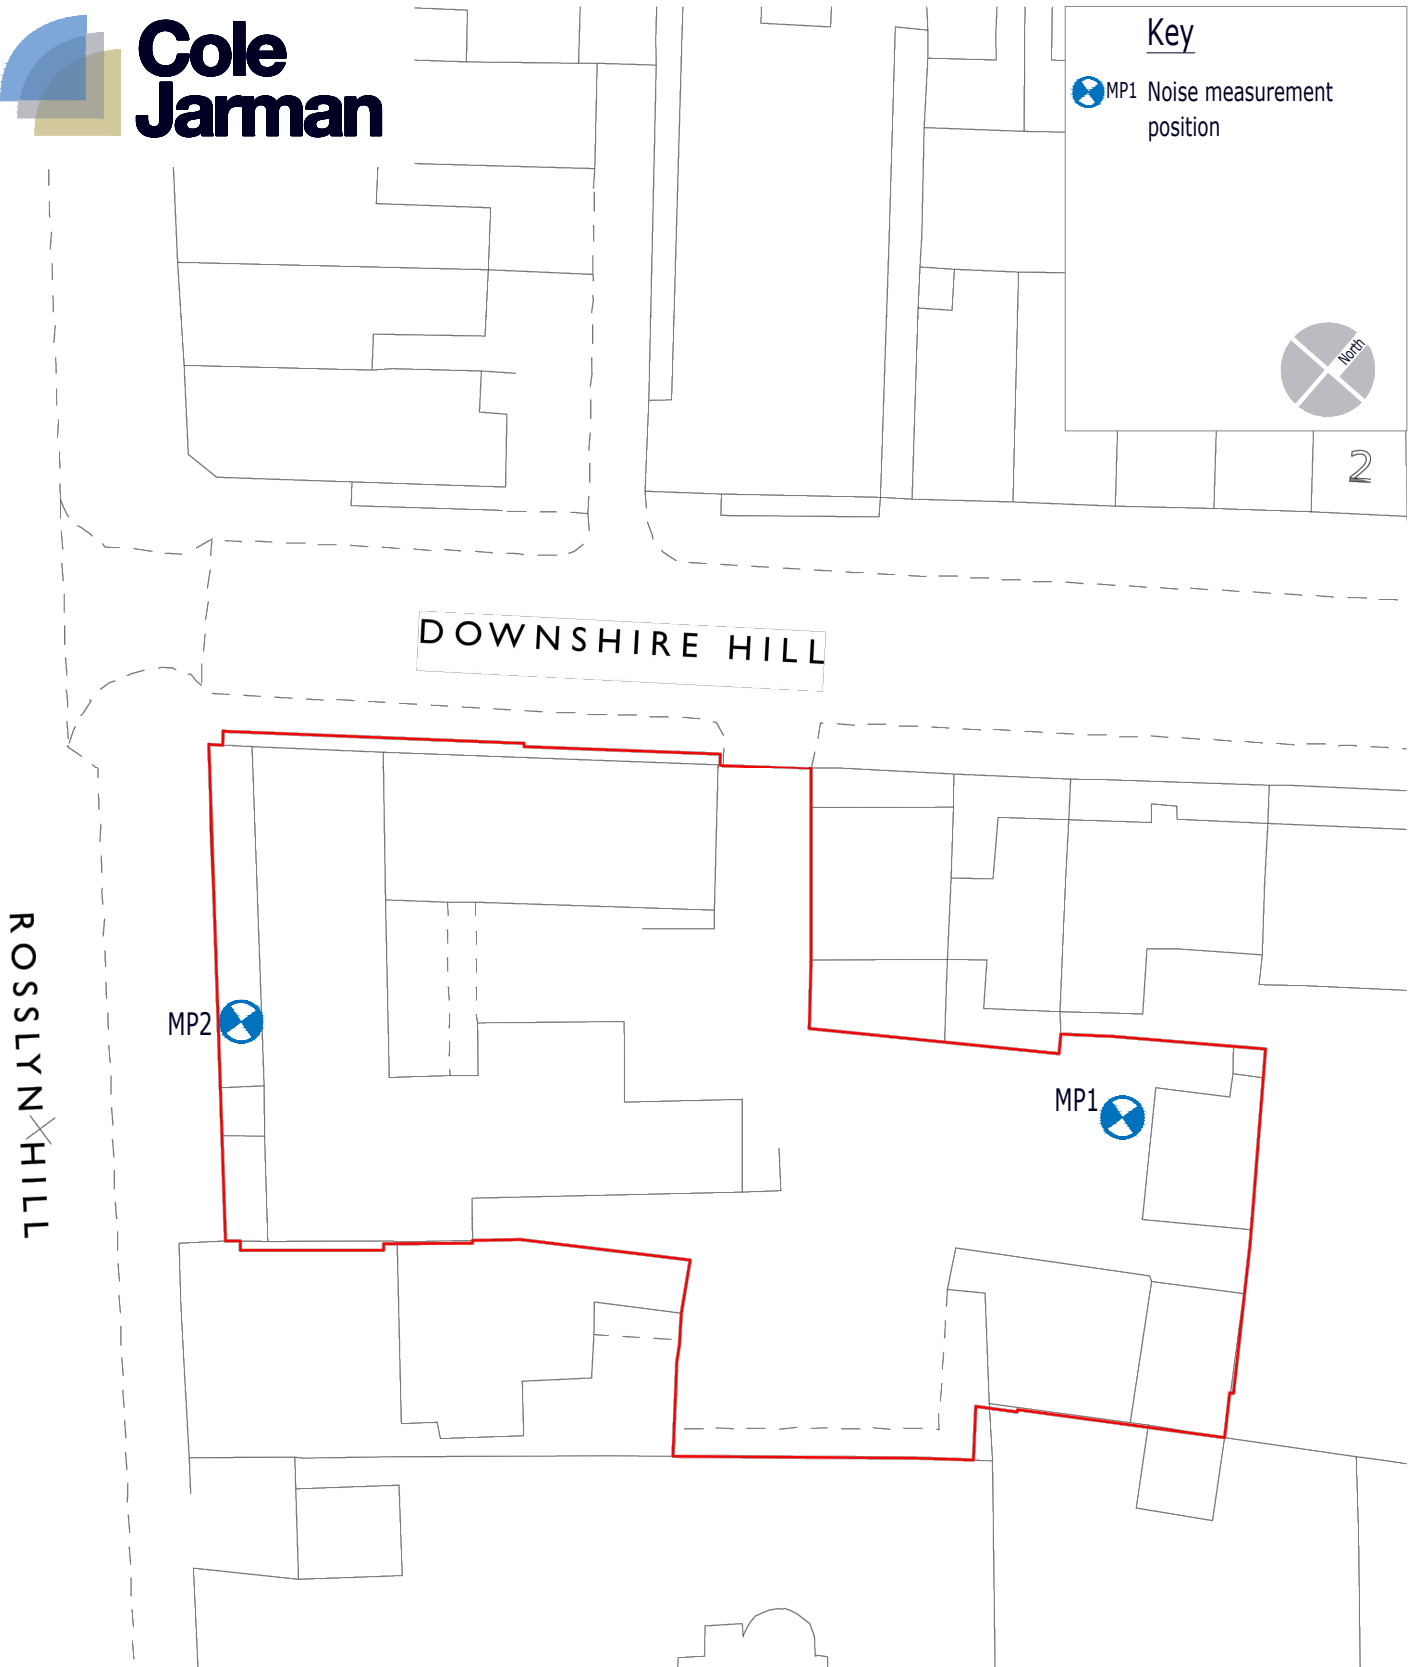 Cole
Jarman
Key
MP1 Noise measurement
position
North
2
DOWNSHIRE HILL
ROSSLYN HILL
MP2
MP1